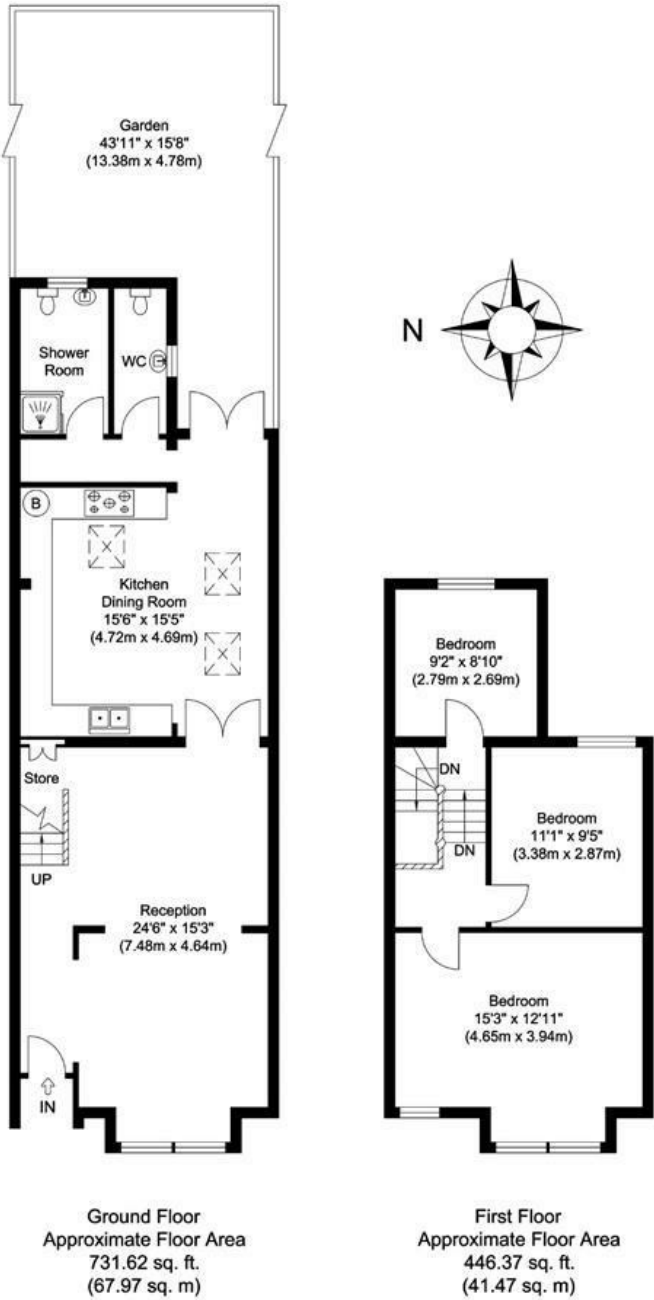 Garden
43'11" x 15'8"
(13.38m x 4.78m)
N
Shower
Room
WC
B
Kitchen
Dining Room
15'6" x 15'5"
(4.72m x 4.69m)
Store
UP
Reception
24'6" x 15'3"
(7.48m x 4.64m)
IN
Bedroom
9'2" x 8'10"
(2.79m x 2.69m)
DN
DN
Bedroom
11'1" x 9'5"
(3.38m x 2.87m)
Bedroom
15'3" x 12'11"
(4.65m x 3.94m)
Ground Floor
Approximate Floor Area
731.62 sq. ft.
(67.97 sq. m)
First Floor
Approximate Floor Area
446.37 sq. ft.
(41.47 sq. m)